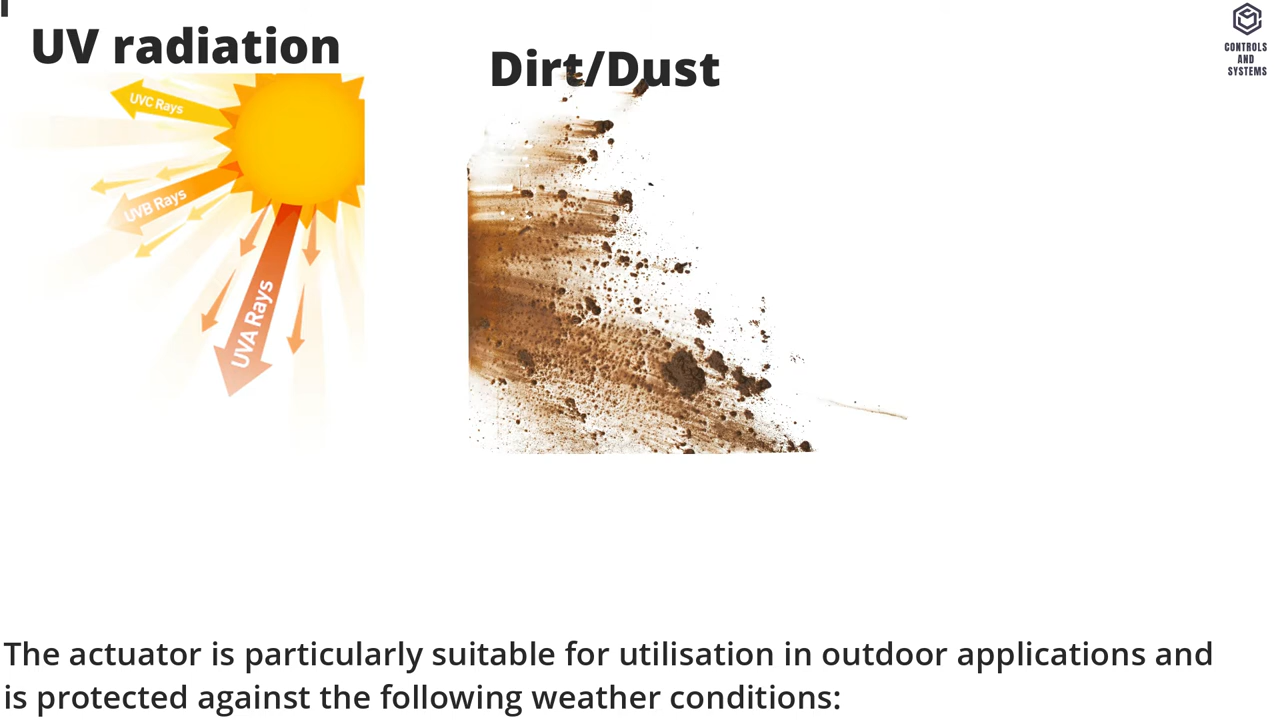 UV radiation
Dirt/Dust
CONTROLS
AND
SYSTEMS
UVC Rays
UVB Rays
UVA Rays
The actuator is particularly suitable for utilisation in outdoor applications and
is protected against the following weather conditions: